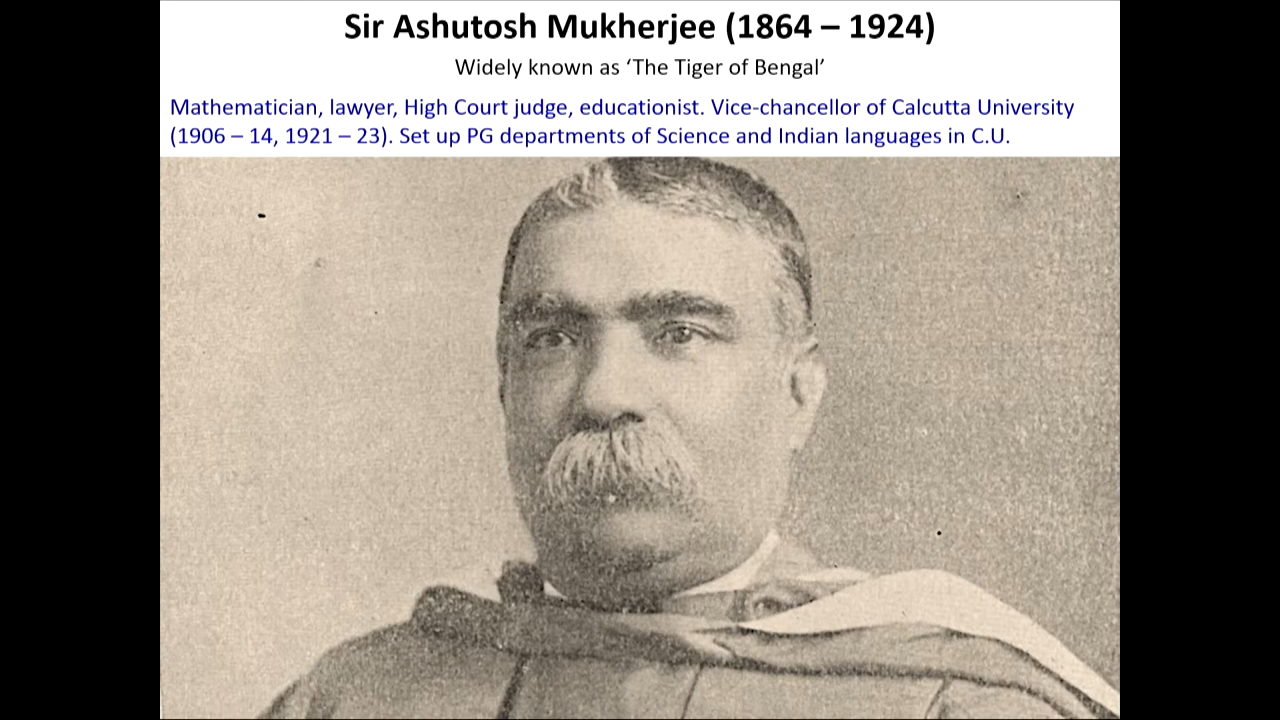 Sir Ashutosh Mukherjee (1864 – 1924)
Widely known as ‘The Tiger of Bengal’
Mathematician, lawyer, High Court judge, educationist. Vice-chancellor of Calcutta University
(1906 – 14, 1921 – 23). Set up PG departments of Science and Indian languages in C.U.